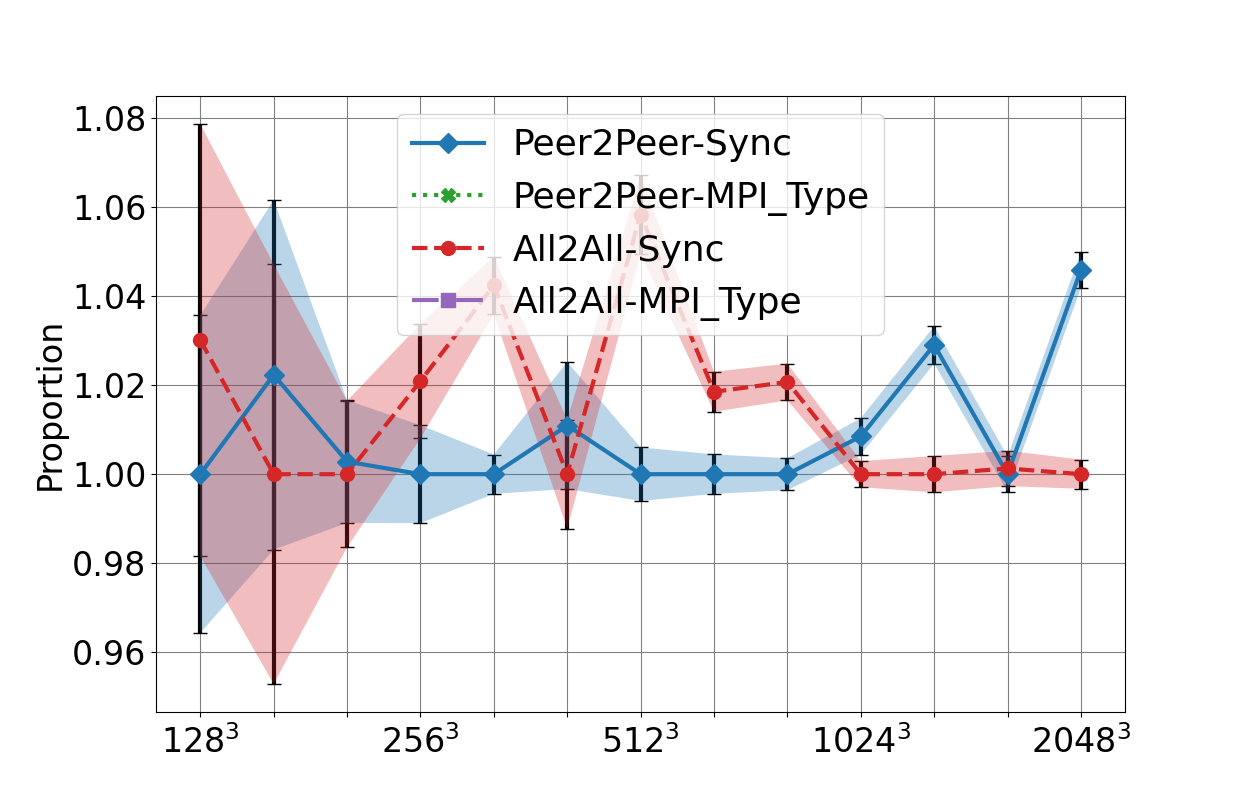 Peer2Peer-Sync
Peer2Peer-MPI_Type
All2All-Sync
All2All-MPI_Type
Proportion
1.08
1.06
1.04
1.02
1.00
0.98
0.96
128³ 256³ 512³ 1024³ 2048³